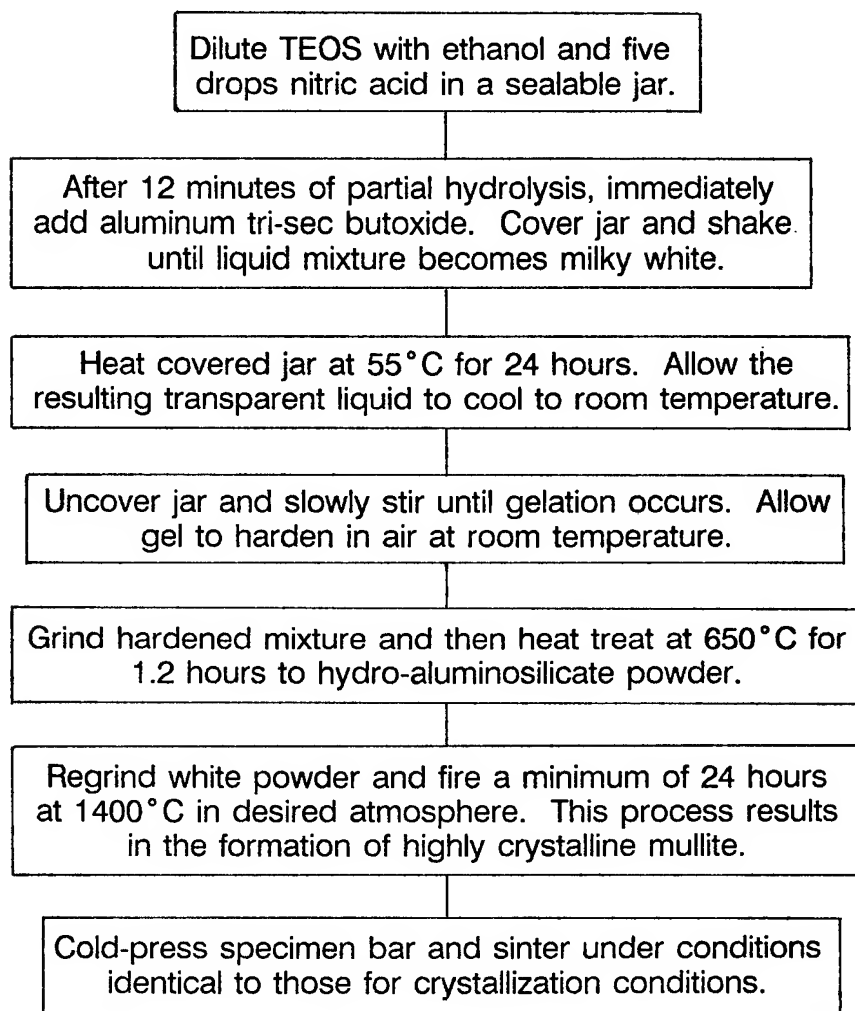 Dilute TEOS with ethanol and five
drops nitric acid in a sealable jar.
After 12 minutes of partial hydrolysis, immediately
add aluminum tri-sec butoxide. Cover jar and shake
until liquid mixture becomes milky white.
Heat covered jar at 55°C for 24 hours. Allow the
resulting transparent liquid to cool to room temperature.
Uncover jar and slowly stir until gelation occurs. Allow
gel to harden in air at room temperature.
Grind hardened mixture and then heat treat at 650°C for
1.2 hours to hydro-aluminosilicate powder.
Regrind white powder and fire a minimum of 24 hours
at 1400°C in desired atmosphere. This process results
in the formation of highly crystalline mullite.
Cold-press specimen bar and sinter under conditions
identical to those for crystallization conditions.